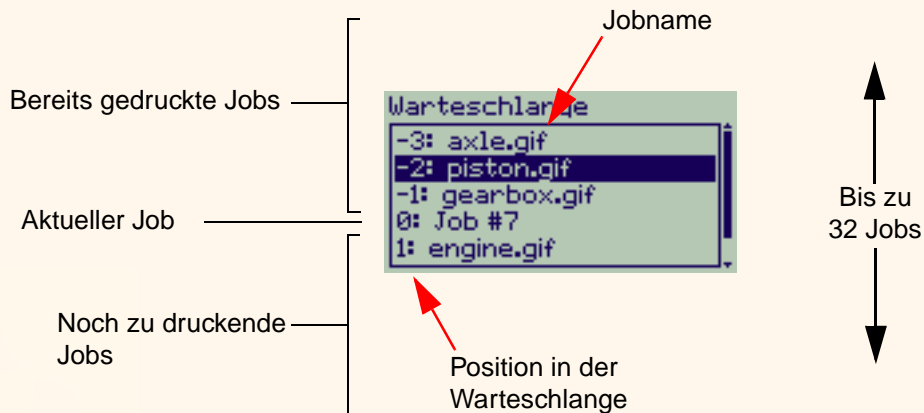 Jobname
Bereits gedruckte Jobs
Warteschlange
-3: axle.gif
-2: piston.gif
-1: gearbox.gif
0: Job #7
1: engine.gif
Aktueller Job
Bis zu
32 Jobs
Noch zu druckende
Jobs
Position in der
Warteschlange